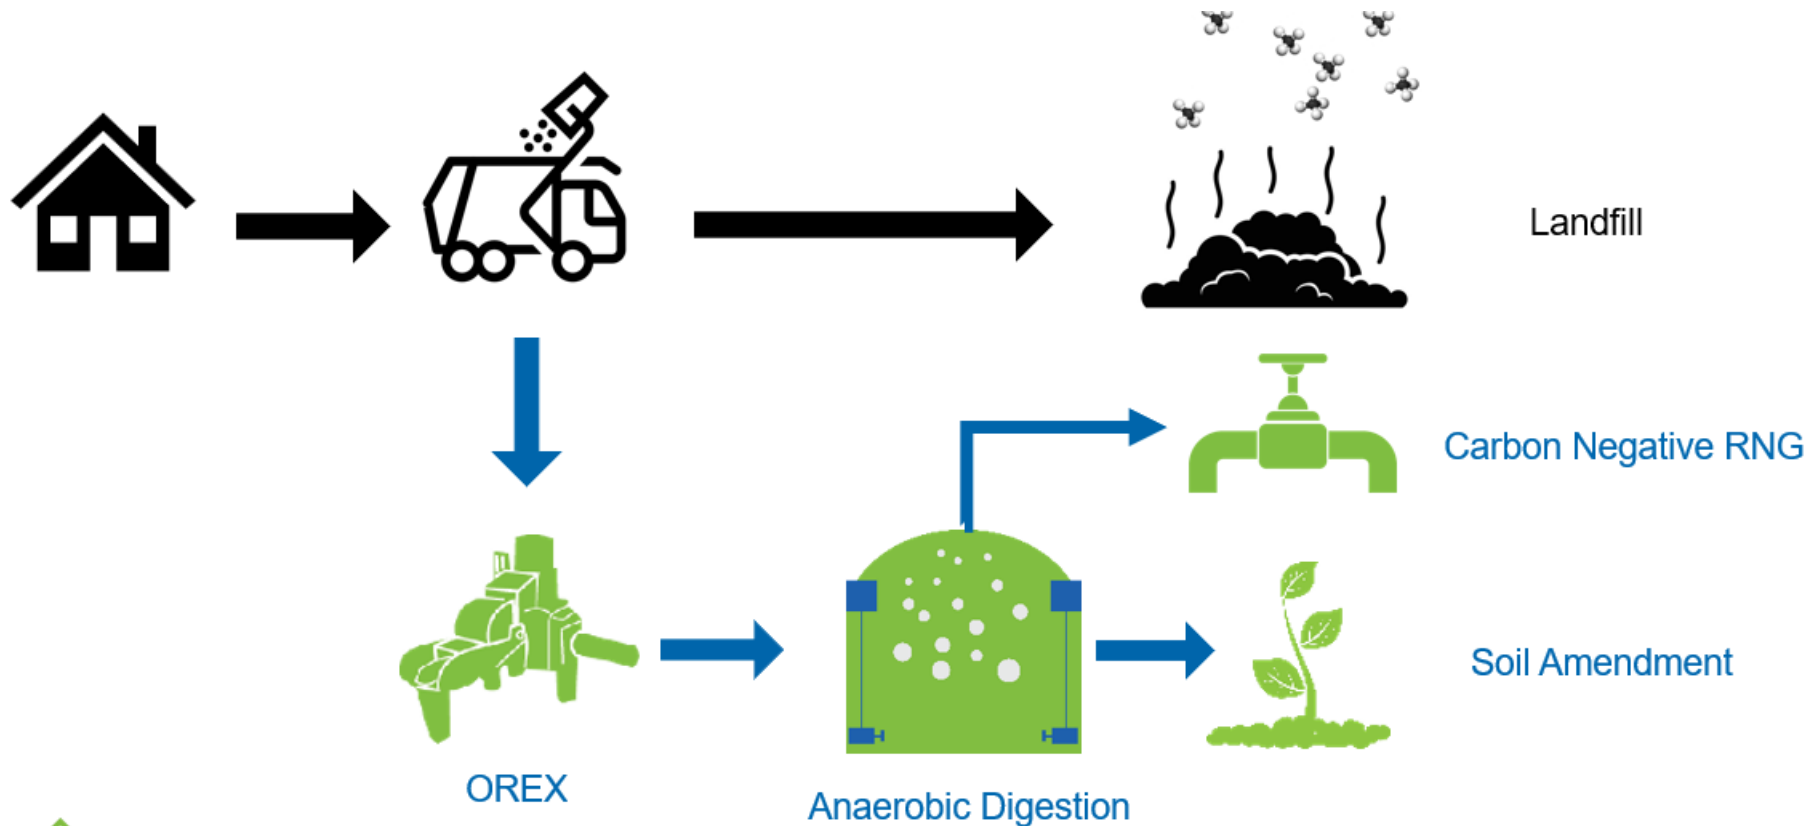 Landfill
Carbon Negative RNG
Soil Amendment
OREX
Anaerobic Digestion